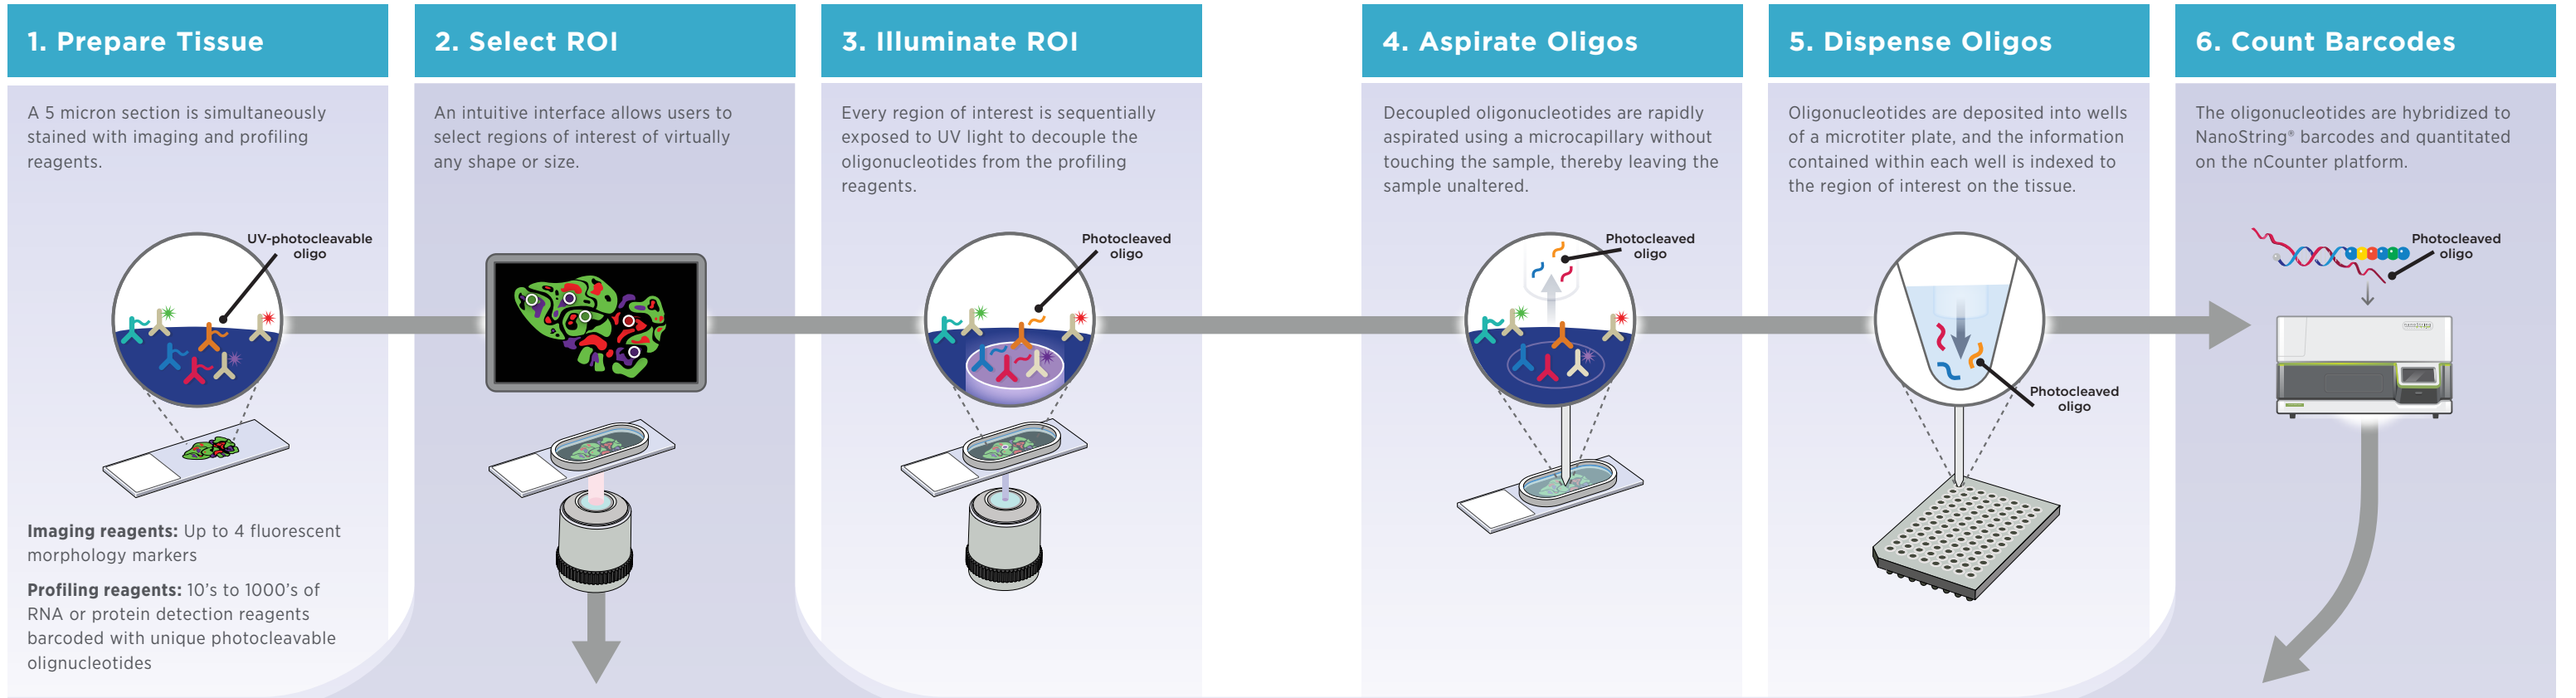 1. Prepare Tissue
A 5 micron section is simultaneously
stained with imaging and profiling
reagents.
UV-photocleavable
oligo
Imaging reagents: Up to 4 fluorescent
morphology markers
Profiling reagents: 10's to 1000's of
RNA or protein detection reagents
barcoded with unique photocleavable
olignucleotides
2. Select ROI
An intuitive interface allows users to
select regions of interest of virtually
any shape or size.
3. Illuminate ROI
Every region of interest is sequentially
exposed to UV light to decouple the
oligonucleotides from the profiling
reagents.
Photocleaved
oligo
4. Aspirate Oligos
Decoupled oligonucleotides are rapidly
aspirated using a microcapillary without
touching the sample, thereby leaving the
sample unaltered.
Photocleaved
oligo
5. Dispense Oligos
Oligonucleotides are deposited into wells
of a microtiter plate, and the information
contained within each well is indexed to
the region of interest on the tissue.
Photocleaved
oligo
6. Count Barcodes
The oligonucleotides are hybridized to
NanoString® barcodes and quantitated
on the nCounter platform.
Photocleaved
oligo